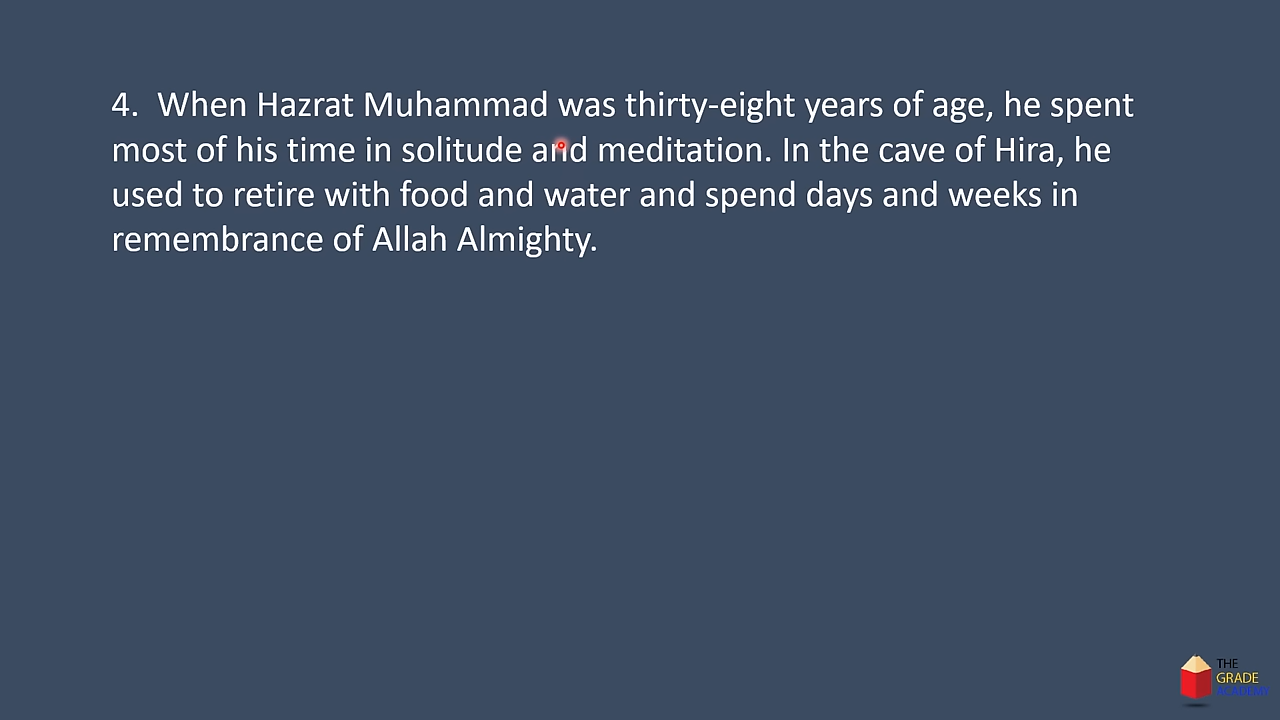 4. When Hazrat Muhammad was thirty-eight years of age, he spent
most of his time in solitude and meditation. In the cave of Hira, he
used to retire with food and water and spend days and weeks in
remembrance of Allah Almighty.
THE
GRADE
ACADEMY